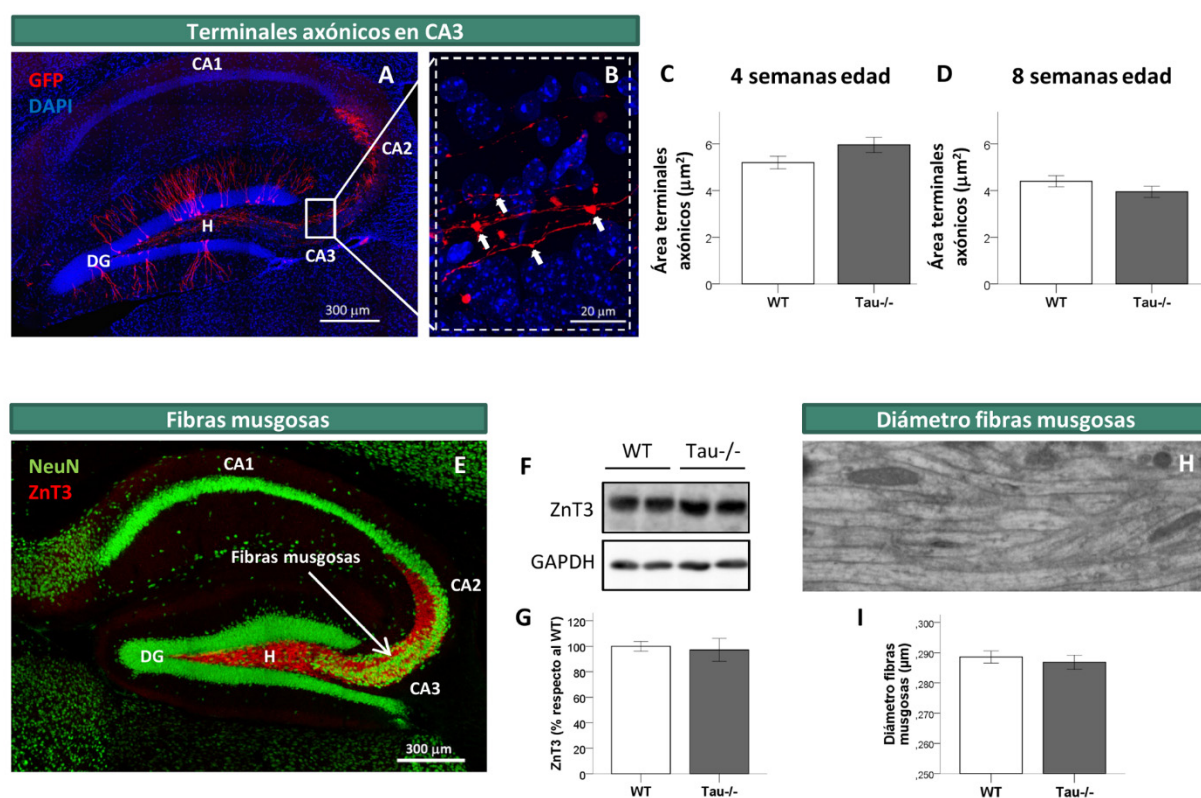 Terminales axónicos en CA3
GFP
DAPI
CA1
A
CA2
H
DG
CA3
300 μm
B
20 μm
C
4 semanas edad
Área terminales
axónicos (μm²)
6
4
2
0
WT
Tau-/-
D
8 semanas edad
Área terminales
axónicos (μm²)
6
4
2
0
WT
Tau-/-
Fibras musgosas
NeuN
ZnT3
CA1
E
Fibras musgosas
CA2
DG
H
CA3
300 μm
F
WT
Tau-/-
ZnT3
GAPDH
G
ZnT3 (% respecto al WT)
120
100
80
60
40
20
0
WT
Tau-/-
Diámetro fibras musgosas
H
I
Diámetro fibras
musgosas (μm)
,300
,290
,280
,270
,260
,250
WT
Tau-/-